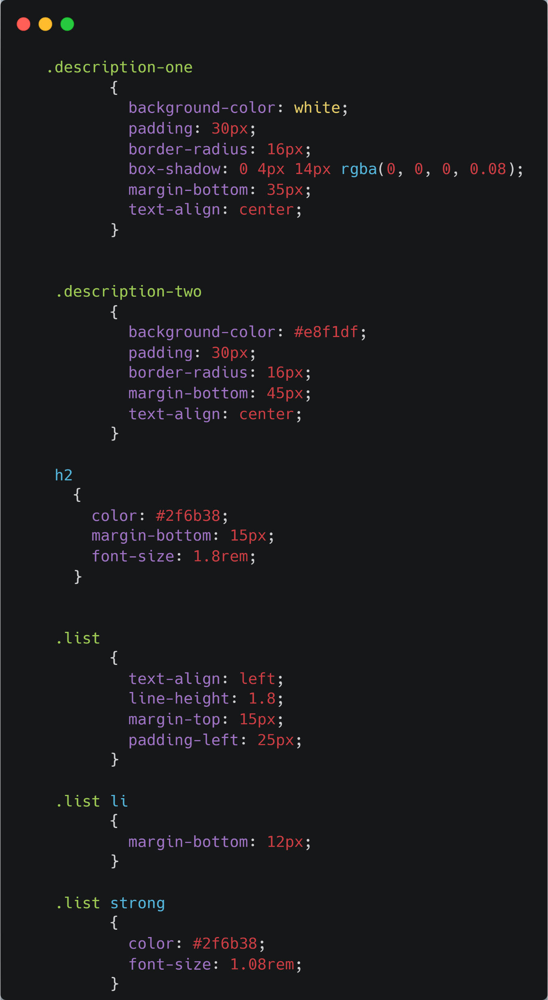 .description-one
{
background-color: white;
padding: 30px;
border-radius: 16px;
box-shadow: 0 4px 14px rgba(0, 0, 0, 0.08);
margin-bottom: 35px;
text-align: center;
}
.description-two
{
background-color: #e8f1df;
padding: 30px;
border-radius: 16px;
margin-bottom: 45px;
text-align: center;
}
h2
{
color: #2f6b38;
margin-bottom: 15px;
font-size: 1.8rem;
}
.list
{
text-align: left;
line-height: 1.8;
margin-top: 15px;
padding-left: 25px;
}
.list li
{
margin-bottom: 12px;
}
.list strong
{
color: #2f6b38;
font-size: 1.08rem;
}